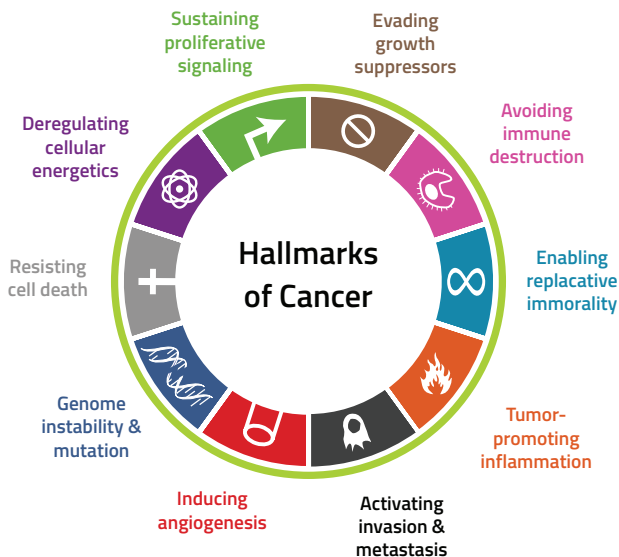 Sustaining
proliferative
signaling
Evading
growth
suppressors
Avoiding
immune
destruction
Enabling
replacative
immorality
Tumor-
promoting
inflammation
Activating
invasion &
metastasis
Inducing
angiogenesis
Genome
instability &
mutation
Resisting
cell death
Deregulating
cellular
energetics
Hallmarks
of Cancer